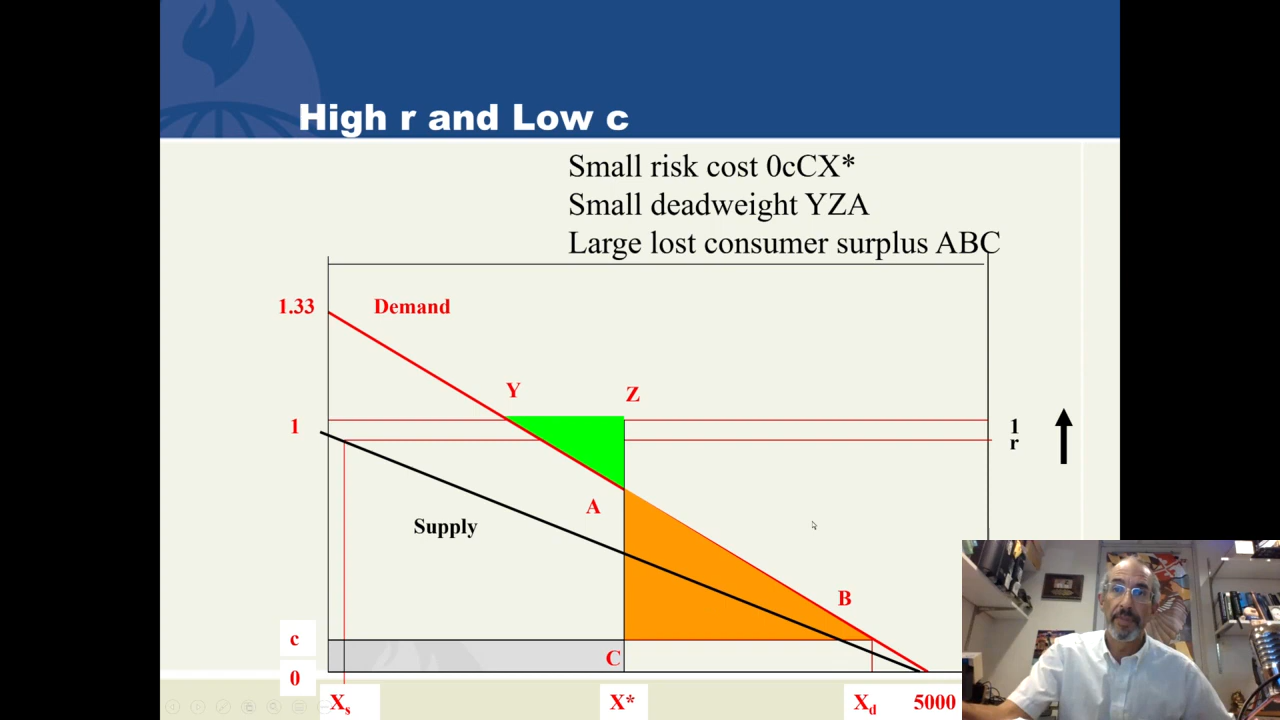 High r and Low c
Small risk cost 0cCX*
Small deadweight YZA
Large lost consumer surplus ABC
1.33
Demand
Y
Z
1
1
r
A
Supply
B
c
C
0
Xs
X*
Xd
5000